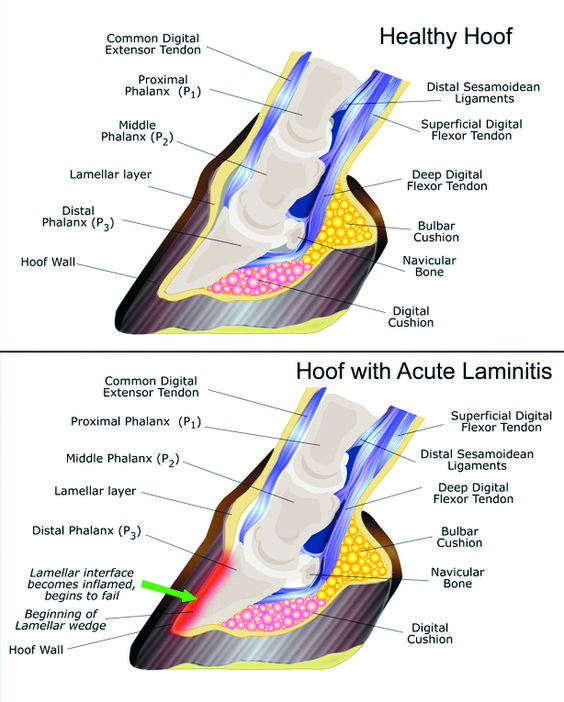 Healthy Hoof
Common Digital
Extensor Tendon
Proximal
Phalanx (P1)
Middle
Phalanx (P2)
Lamellar layer
Distal
Phalanx (P3)
Hoof Wall
Distal Sesamoidean
Ligaments
Superficial Digital
Flexor Tendon
Deep Digital
Flexor Tendon
Bulbar
Cushion
Navicular
Bone
Digital
Cushion
Hoof with Acute Laminitis
Common Digital
Extensor Tendon
Proximal Phalanx (P1)
Middle Phalanx (P2)
Lamellar layer
Distal Phalanx (P3)
Lamellar interface
becomes inflamed,
begins to fail
Beginning of
Lamellar wedge
Hoof Wall
Superficial Digital
Flexor Tendon
Distal Sesamoidean
Ligaments
Deep Digital
Flexor Tendon
Bulbar
Cushion
Navicular
Bone
Digital
Cushion